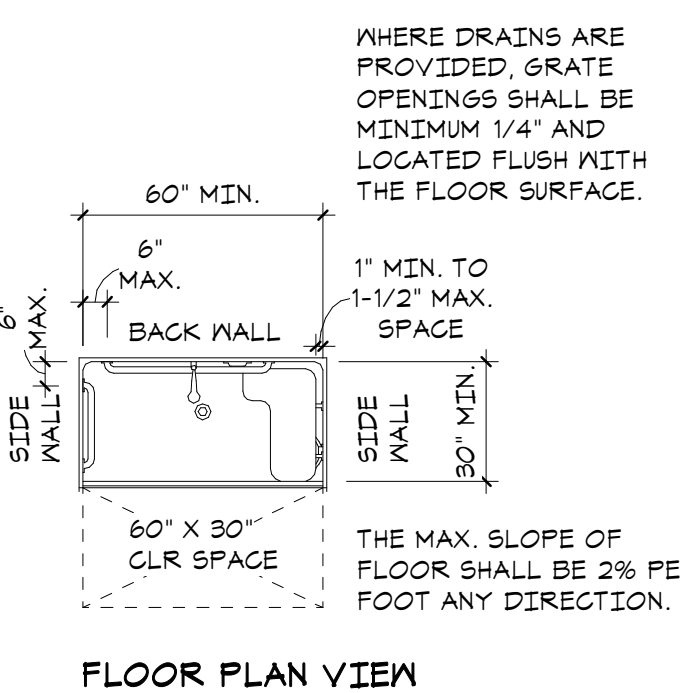 WHERE DRAINS ARE
PROVIDED, GRATE
OPENINGS SHALL BE
MINIMUM 1/4" AND
LOCATED FLUSH WITH
THE FLOOR SURFACE.
60" MIN.
6"
MAX.
1" MIN. TO
1-1/2" MAX.
SPACE
6"
MAX.
BACK WALL
SIDE
WALL
SIDE
WALL
30" MIN.
60" X 30"
CLR SPACE
THE MAX. SLOPE OF
FLOOR SHALL BE 2% PE
FOOT ANY DIRECTION.
FLOOR PLAN VIEW